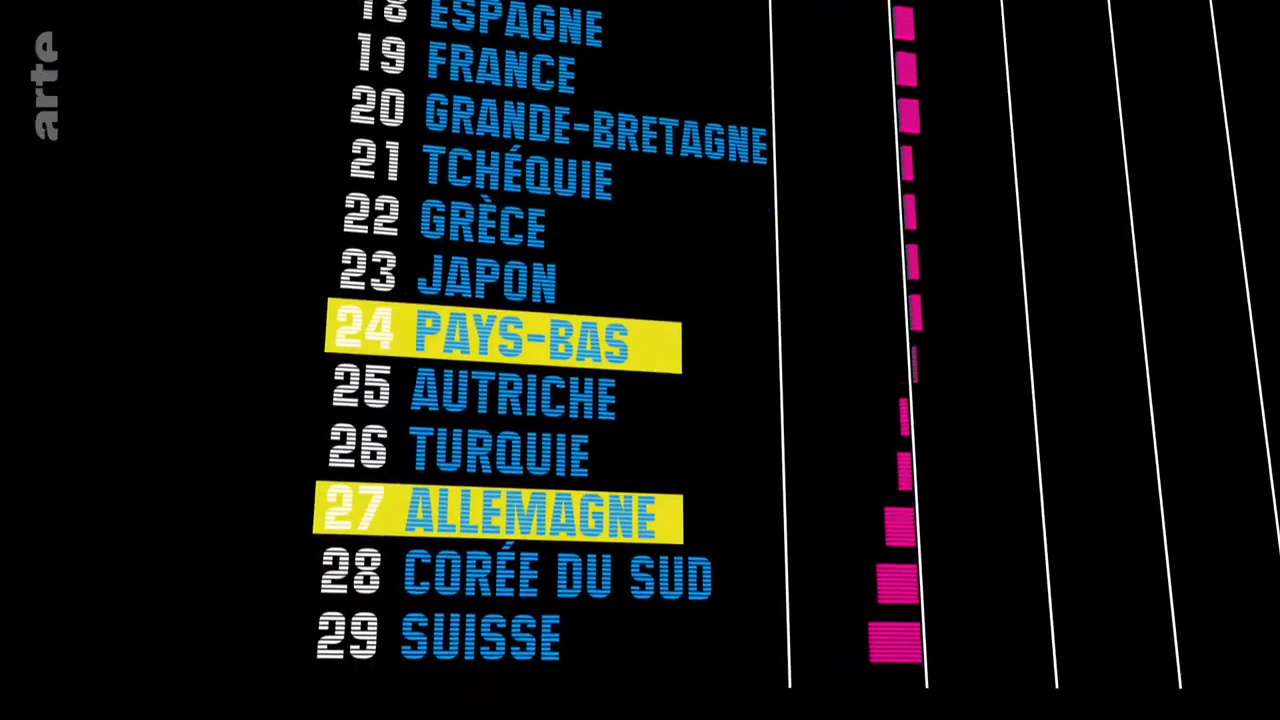 arte
18 ESPAGNE
19 FRANCE
20 GRANDE-BRETAGNE
21 TCHÉQUIE
22 GRÈCE
23 JAPON
24 PAYS-BAS
25 AUTRICHE
26 TURQUIE
27 ALLEMAGNE
28 CORÉE DU SUD
29 SUISSE